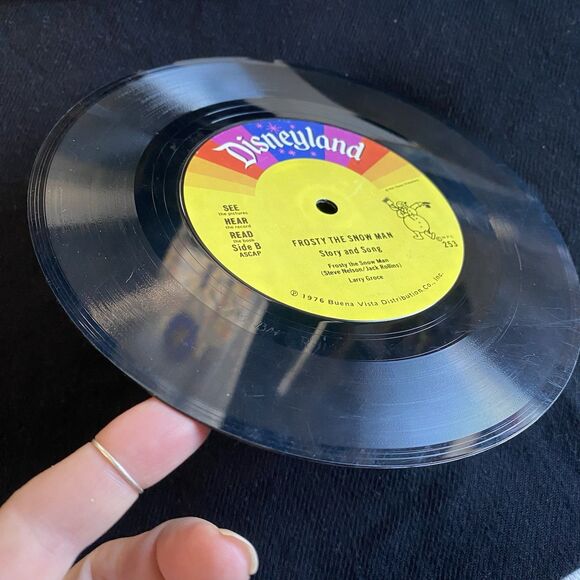 Disneyland
SEE
the pictures
HEAR
the record
READ
the book
Side B
ASCAP
253
FROSTY THE SNOW MAN
Story and Song
Frosty the Snow Man
(Steve Nelson/Jack Rollins)
Larry Groce
℗ 1976 Buena Vista Distribution Co., Inc.